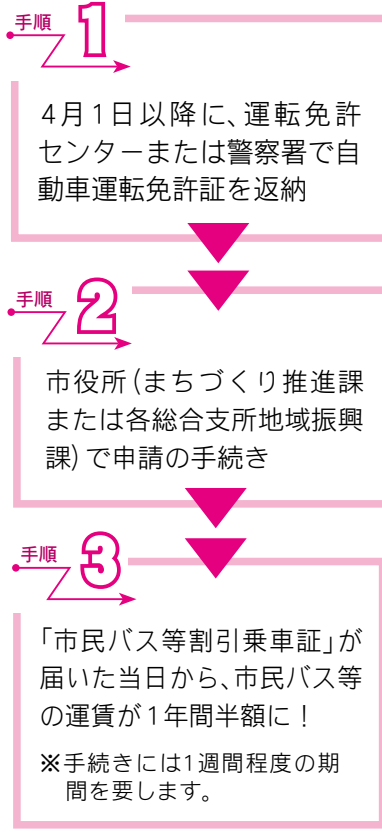 手順 1
4月1日以降に、運転免許
センターまたは警察署で自
動車運転免許証を返納
手順 2
市役所(まちづくり推進課
または各総合支所地域振興
課)で申請の手続き
手順 3
「市民バス等割引乗車証」が
届いた当日から、市民バス等
の運賃が1年間半額に！
※手続きには1週間程度の期
間を要します。